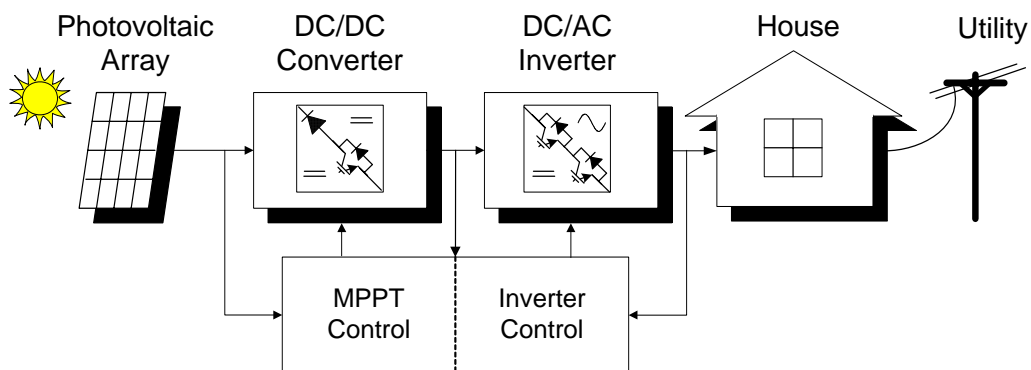 Photovoltaic
Array
DC/DC
Converter
DC/AC
Inverter
House
Utility
MPPT
Control
Inverter
Control